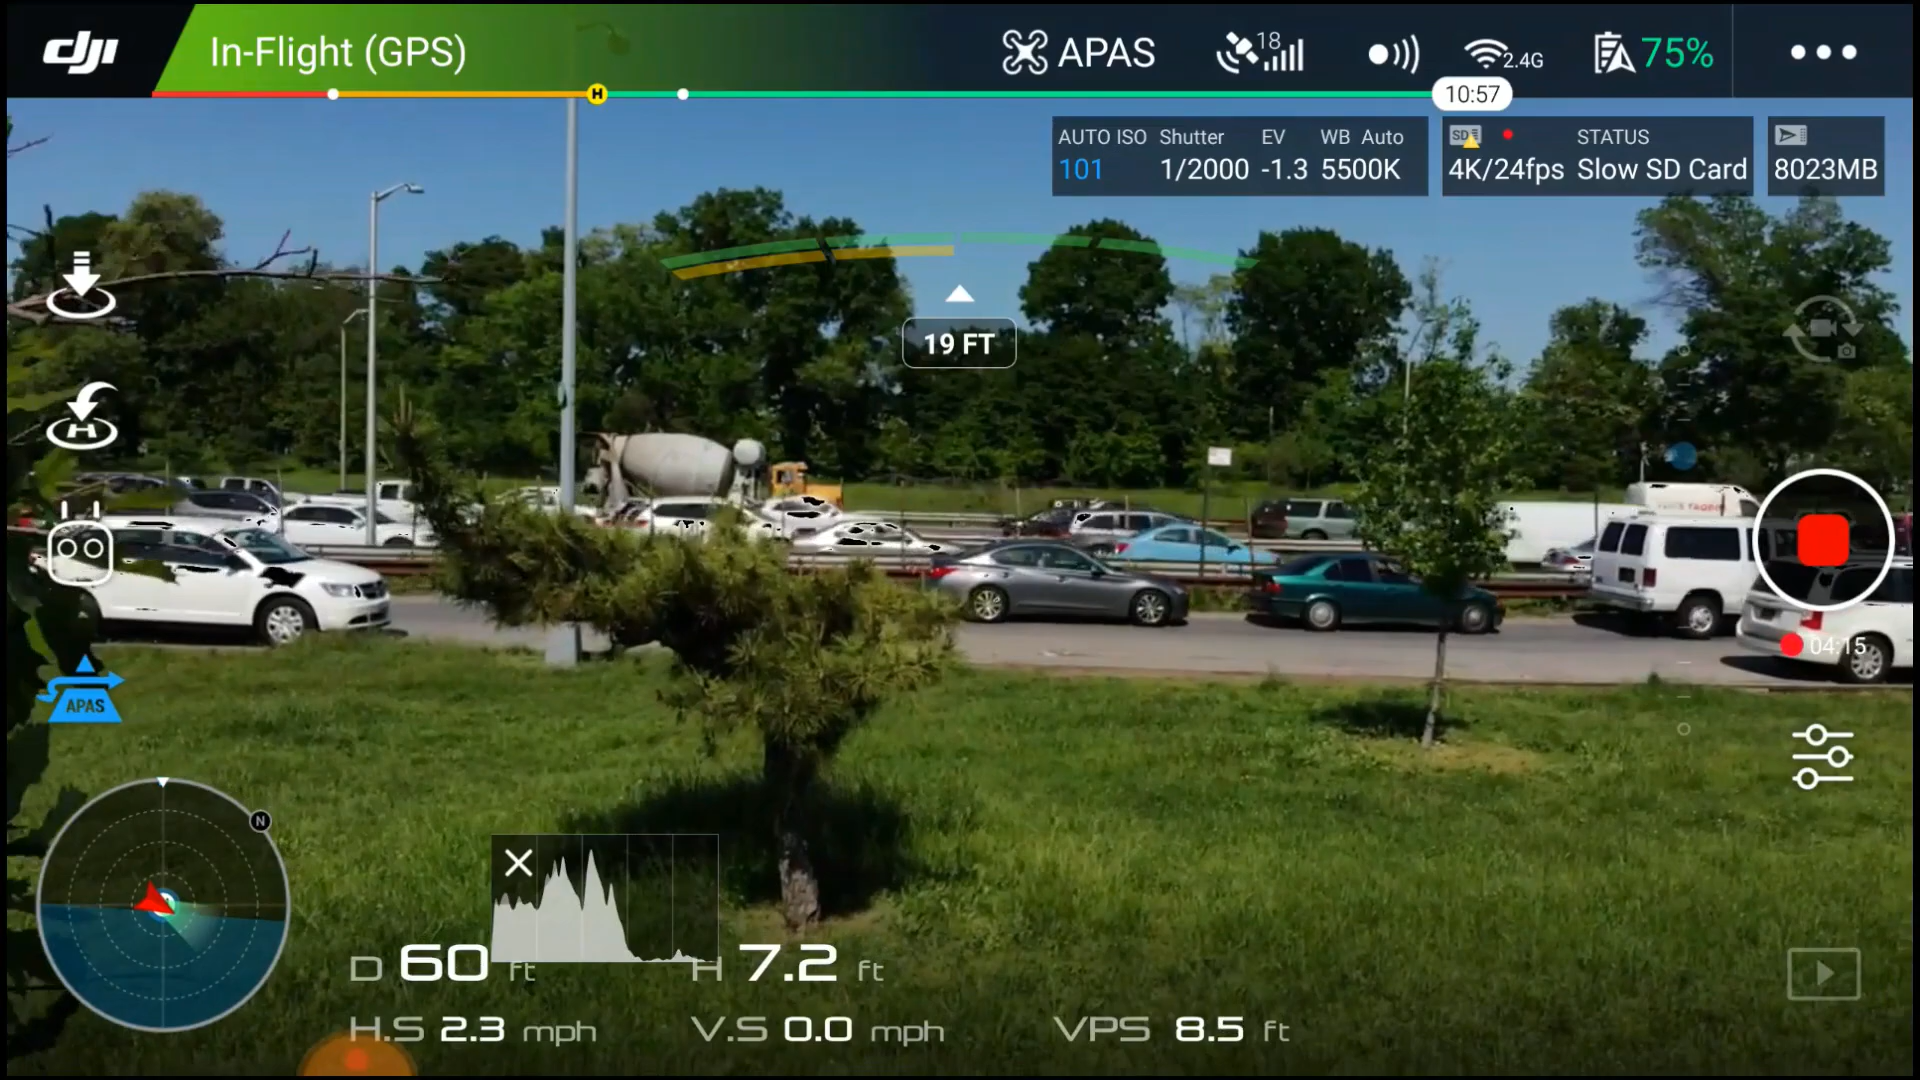 dji
In-Flight (GPS)
APAS
18
2.4G
75%
H
10:57
AUTO ISO Shutter EV WB Auto
101 1/2000 -1.3 5500K
SD STATUS
4K/24fps Slow SD Card
8023MB
19 FT
H
APAS
04:15
N
D 60 ft H 7.2 ft
H.S 2.3 mph V.S 0.0 mph VPS 8.5 ft